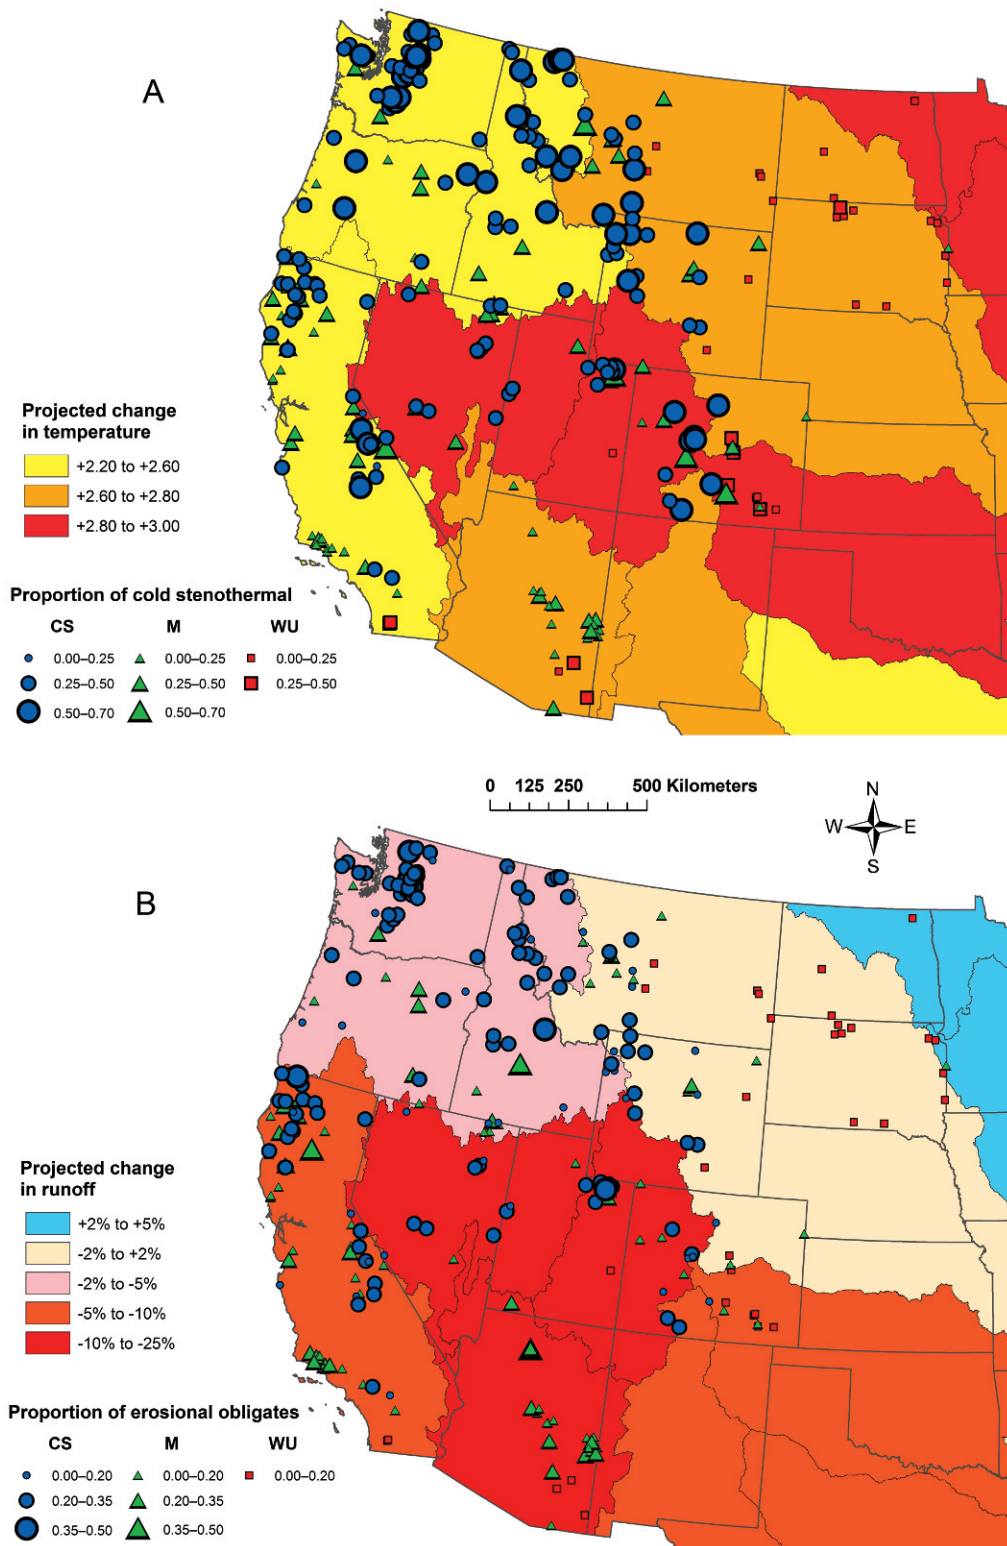 A
Projected change
in temperature
+2.20 to +2.60
+2.60 to +2.80
+2.80 to +3.00
Proportion of cold stenothermal
CS M WU
0.00–0.25 0.00–0.25 0.00–0.25
0.25–0.50 0.25–0.50 0.25–0.50
0.50–0.70 0.50–0.70
0 125 250 500 Kilometers
N
W E
S
B
Projected change
in runoff
+2% to +5%
-2% to +2%
-2% to -5%
-5% to -10%
-10% to -25%
Proportion of erosional obligates
CS M WU
0.00–0.20 0.00–0.20 0.00–0.20
0.20–0.35 0.20–0.35
0.35–0.50 0.35–0.50